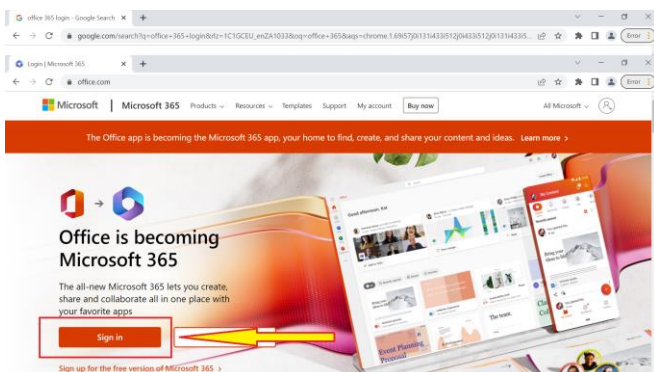 office 365 login - Google Search
google.com/search?q=office+365+login&rlz=1C1GCEU_enZA1033&oq=office+365&aqs=chrome.1.69i57j0i131i433i512j0i433i512j0i131i433i5...
Error
Login | Microsoft 365
office.com
Error
Microsoft | Microsoft 365 Products Resources Templates Support My account Buy now All Microsoft
The Office app is becoming the Microsoft 365 app, your home to find, create, and share your content and ideas. Learn more >
Office is becoming
Microsoft 365
The all-new Microsoft 365 lets you create,
share and collaborate all in one place with
your favorite apps
Sign in
Sign up for the free version of Microsoft 365 >
Good afternoon, Kat
My Content
Event Planning
Proposal
The team.